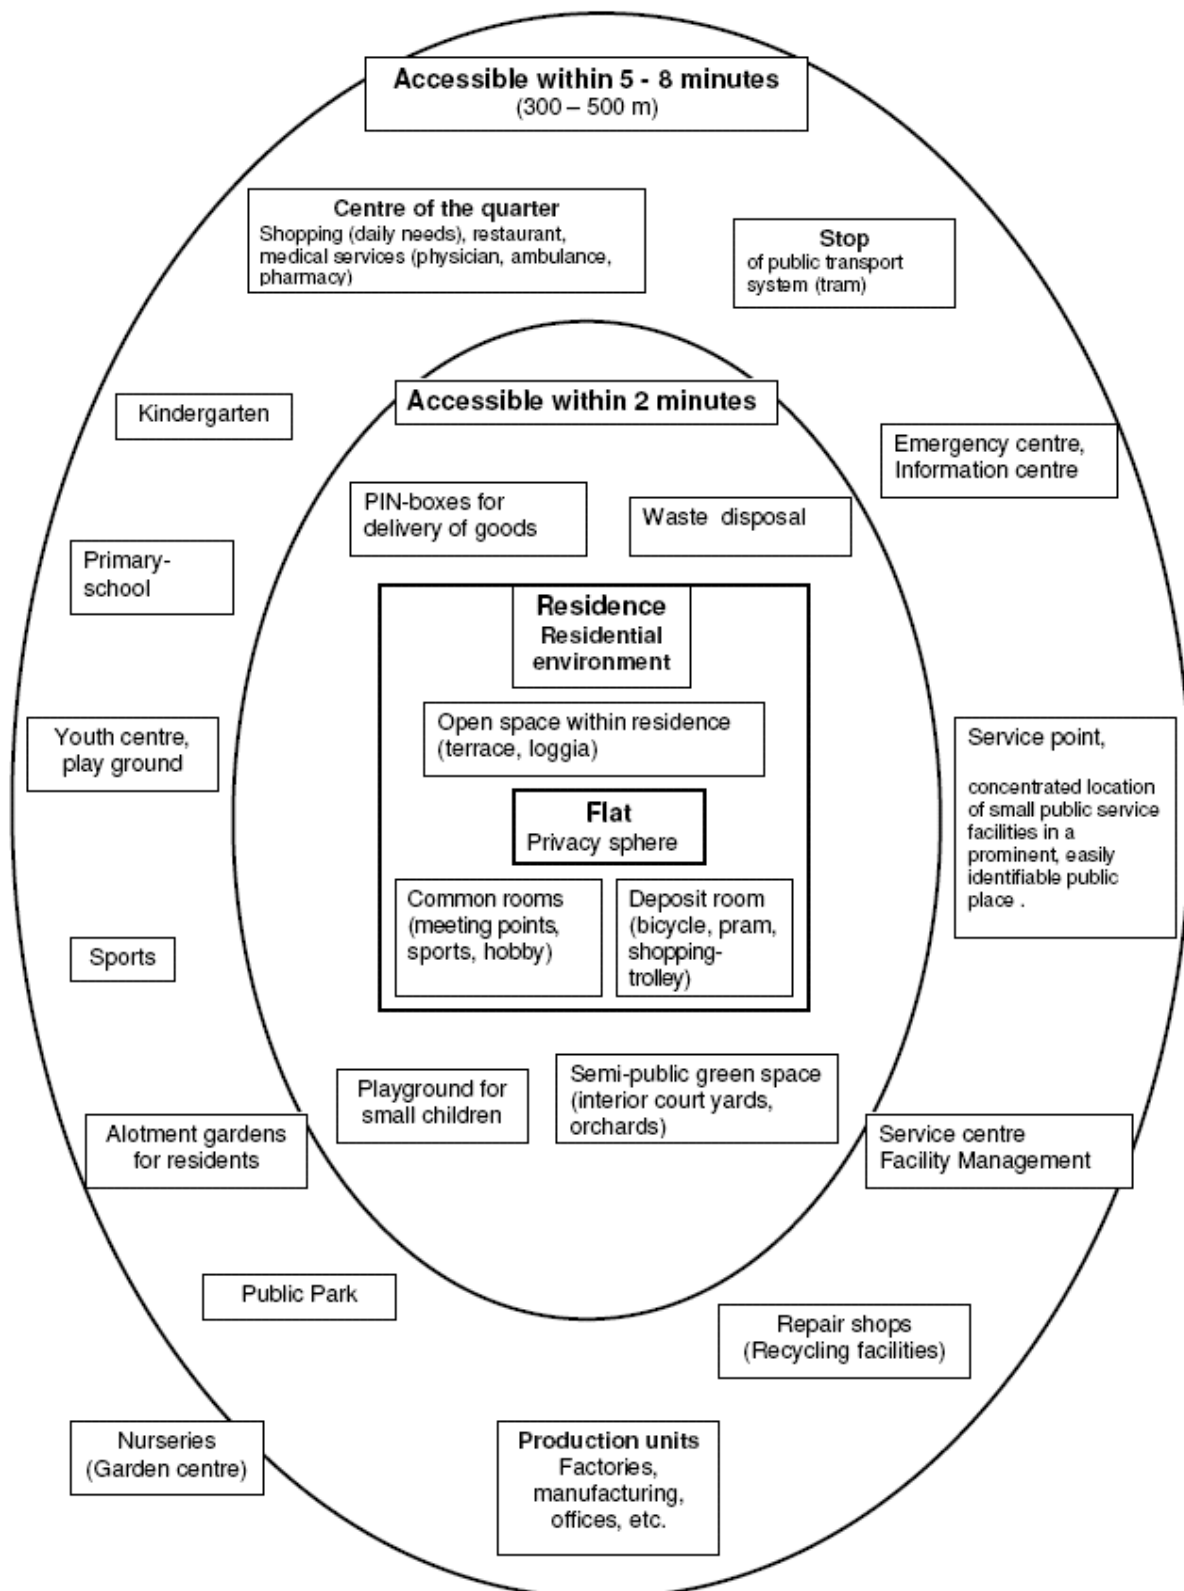 Accessible within 5 - 8 minutes
(300 – 500 m)
Centre of the quarter
Shopping (daily needs), restaurant,
medical services (physician, ambulance,
pharmacy)
Stop
of public transport
system (tram)
Accessible within 2 minutes
Kindergarten
Emergency centre,
Information centre
PIN-boxes for
delivery of goods
Waste disposal
Primary-
school
Residence
Residential
environment
Open space within residence
(terrace, loggia)
Youth centre,
play ground
Service point,
concentrated location
of small public service
facilities in a
prominent, easily
identifiable public
place .
Flat
Privacy sphere
Common rooms
(meeting points,
sports, hobby)
Deposit room
(bicycle, pram,
shopping-
trolley)
Sports
Playground for
small children
Semi-public green space
(interior court yards,
orchards)
Alotment gardens
for residents
Service centre
Facility Management
Public Park
Repair shops
(Recycling facilities)
Nurseries
(Garden centre)
Production units
Factories,
manufacturing,
offices, etc.